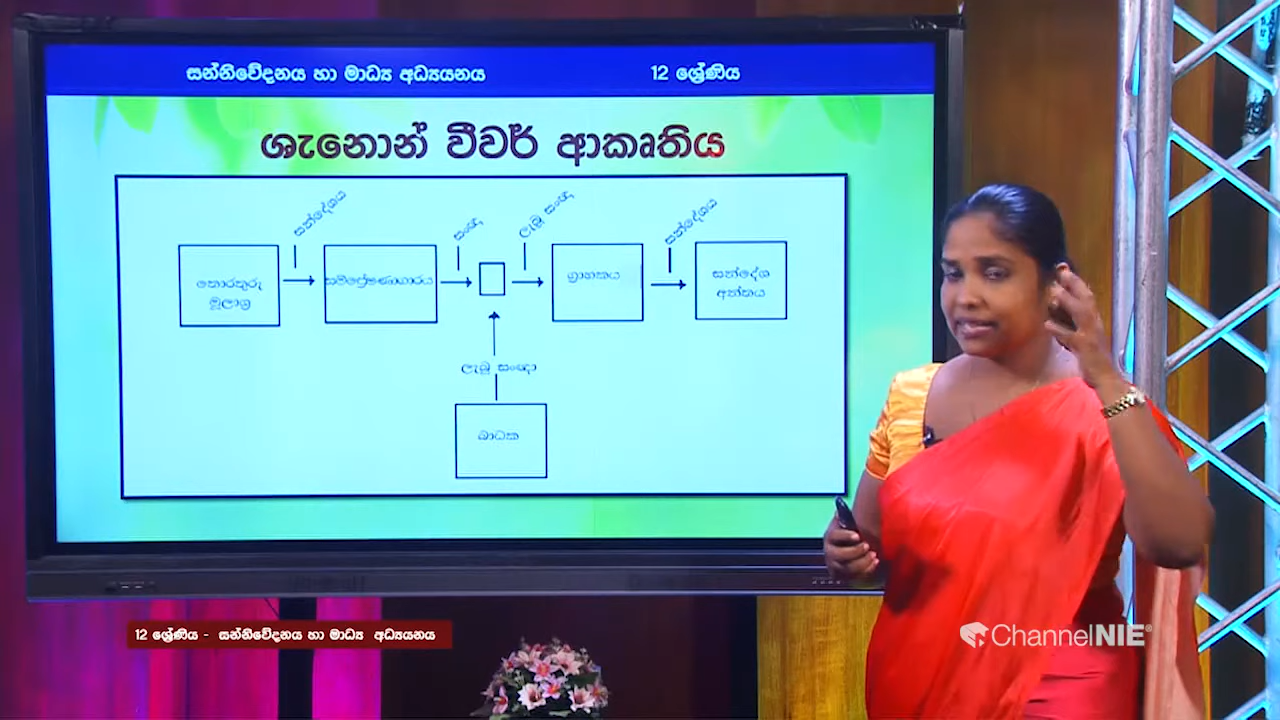 සන්නිවේදනය හා මාධ්‍ය අධ්‍යයනය 12 ශ්‍රේණිය
ශැනොන් වීවර් ආකෘතිය
සන්දේශය
සංඥා
ලැබූ සංඥා
සන්දේශය
තොරතුරු
මූලාශ්‍ර
සම්ප්‍රේෂණාගාරය
ග්‍රාහකය
සන්දේශ
අන්තය
ලැබූ සංඥා
බාධක
12 ශ්‍රේණිය - සන්නිවේදනය හා මාධ්‍ය අධ්‍යයනය
ChannelNIE